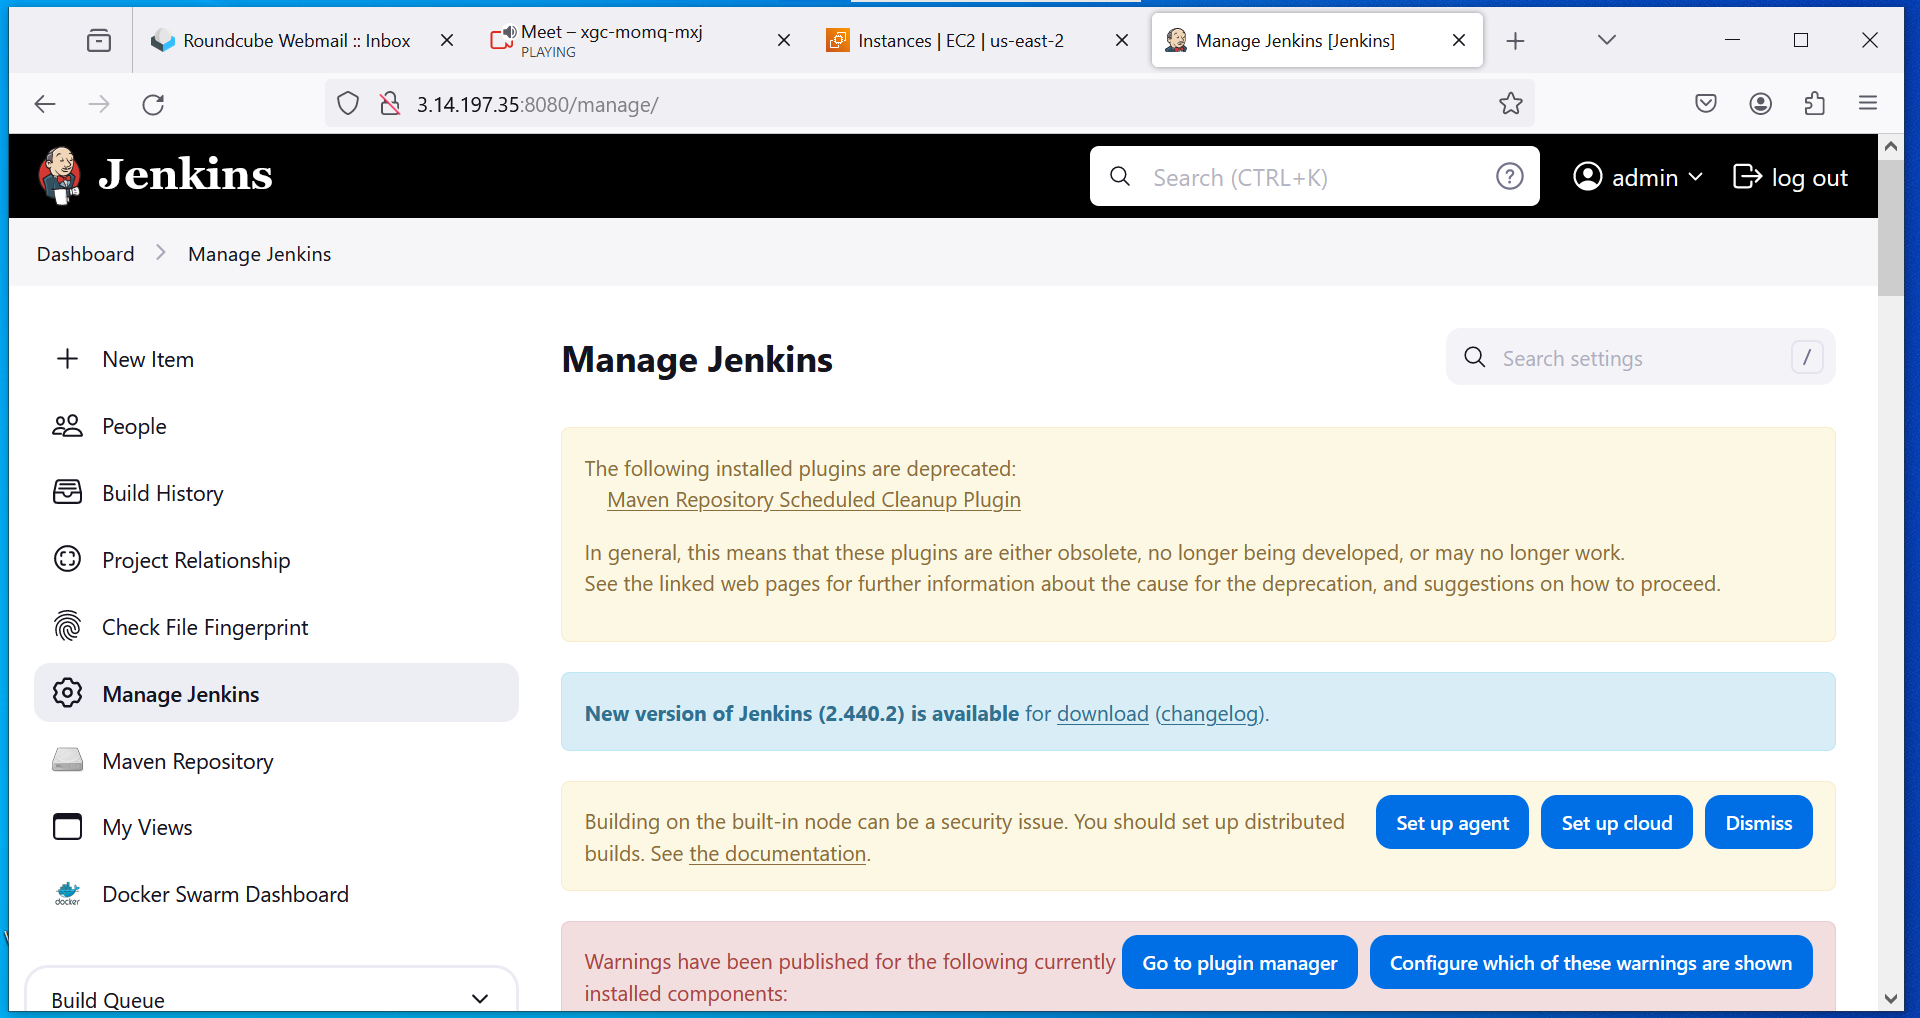 Roundcube Webmail :: Inbox
Meet – xgc-momq-mxj
PLAYING
Instances | EC2 | us-east-2
Manage Jenkins [Jenkins]
3.14.197.35:8080/manage/
Jenkins
Search (CTRL+K)
admin
log out
Dashboard
Manage Jenkins
New Item
People
Build History
Project Relationship
Check File Fingerprint
Manage Jenkins
Maven Repository
My Views
docker
Docker Swarm Dashboard
Build Queue
Manage Jenkins
Search settings
/
The following installed plugins are deprecated:
Maven Repository Scheduled Cleanup Plugin
In general, this means that these plugins are either obsolete, no longer being developed, or may no longer work.
See the linked web pages for further information about the cause for the deprecation, and suggestions on how to proceed.
New version of Jenkins (2.440.2) is available for download (changelog).
Building on the built-in node can be a security issue. You should set up distributed
builds. See the documentation.
Set up agent
Set up cloud
Dismiss
Warnings have been published for the following currently
installed components:
Go to plugin manager
Configure which of these warnings are shown